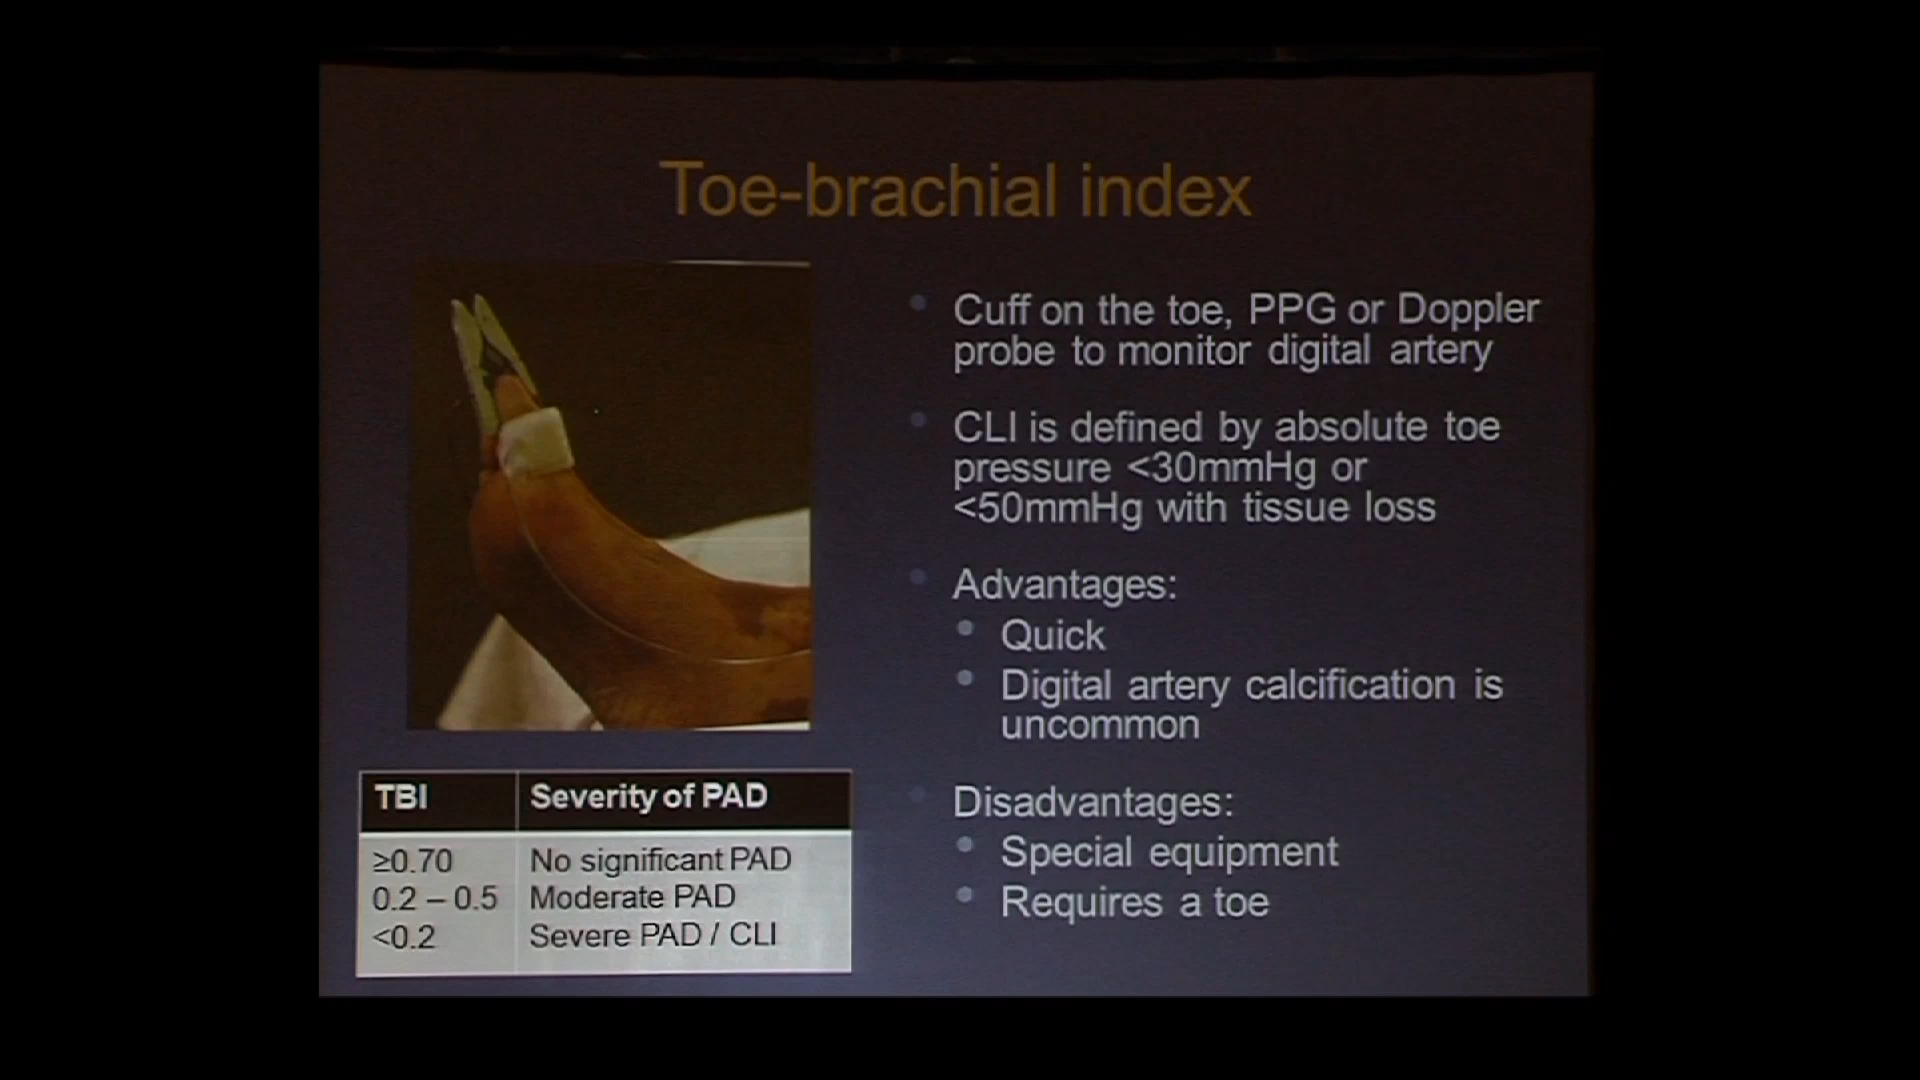 Toe-brachial index
Cuff on the toe, PPG or Doppler
probe to monitor digital artery
CLI is defined by absolute toe
pressure <30mmHg or
<50mmHg with tissue loss
Advantages:
Quick
Digital artery calcification is
uncommon
Disadvantages:
Special equipment
Requires a toe
TBI Severity of PAD
≥0.70 No significant PAD
0.2 – 0.5 Moderate PAD
<0.2 Severe PAD / CLI